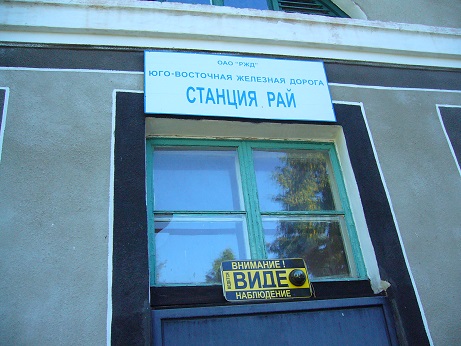 ОАО "РЖД"
ЮГО-ВОСТОЧНАЯ ЖЕЛЕЗНАЯ ДОРОГА
СТАНЦИЯ РАЙ
ВНИМАНИЕ !
ВИДЕО
НАБЛЮДЕНИЕ